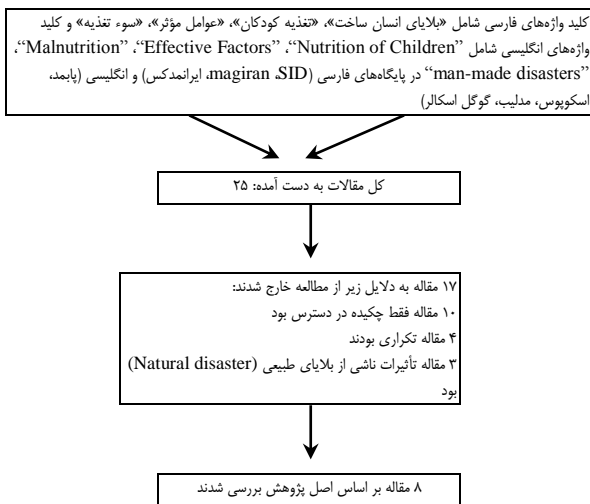 کلید واژه‌های فارسی شامل «بلایای انسان ساخت»، «تغذیه کودکان»، «عوامل مؤثر»، «سوء تغذیه» و کلید
واژه‌های انگلیسی شامل “Nutrition of Children”، “Effective Factors”، “Malnutrition”،
“man-made disasters” در پایگاه‌های فارسی (SID، magiran، ایرانمدکس) و انگلیسی (پابمد،
اسکوپوس، مدلیب، گوگل اسکالر)
کل مقالات به دست آمده: ۲۵
۱۷ مقاله به دلایل زیر از مطالعه خارج شدند:
۱۰ مقاله فقط چکیده در دسترس بود
۴ مقاله تکراری بودند
۳ مقاله تأثیرات ناشی از بلایای طبیعی (Natural disaster)
بود
۸ مقاله بر اساس اصل پژوهش بررسی شدند